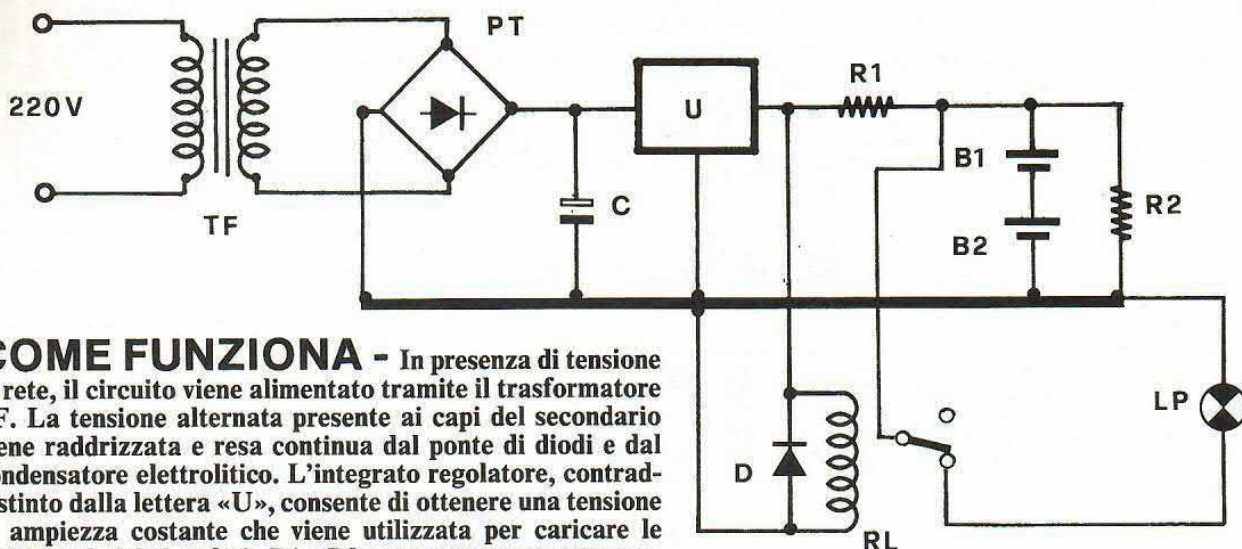 220V
TF
PT
C
U
R1
B1
B2
R2
D
RL
LP
COME FUNZIONA - In presenza di tensione
rete, il circuito viene alimentato tramite il trasformatore
F. La tensione alternata presente ai capi del secondario
ene raddrizzata e resa continua dal ponte di diodi e dal
ondensatore elettrolitico. L'integrato regolatore, contrad-
stinto dalla lettera «U», consente di ottenere una tensione
ampiezza costante che viene utilizzata per caricare le